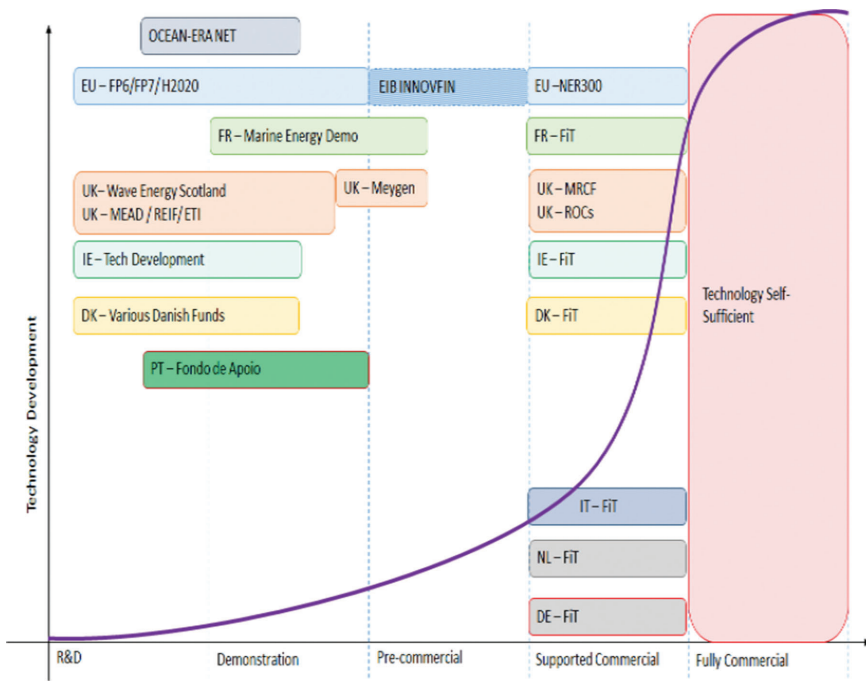 OCEAN-ERA NET
EU – FP6/FP7/H2020
EIB INNOVFIN
EU –NER300
FR – Marine Energy Demo
FR – FiT
UK – Wave Energy Scotland
UK – MEAD / REIF/ ETI
UK – Meygen
UK – MRCF
UK – ROCs
IE – Tech Development
IE – FiT
DK – Various Danish Funds
DK – FiT
Technology Self-
Sufficient
PT – Fondo de Apoio
IT – FiT
NL – FiT
DE – FiT
Technology Development
R&D
Demonstration
Pre-commercial
Supported Commercial
Fully Commercial